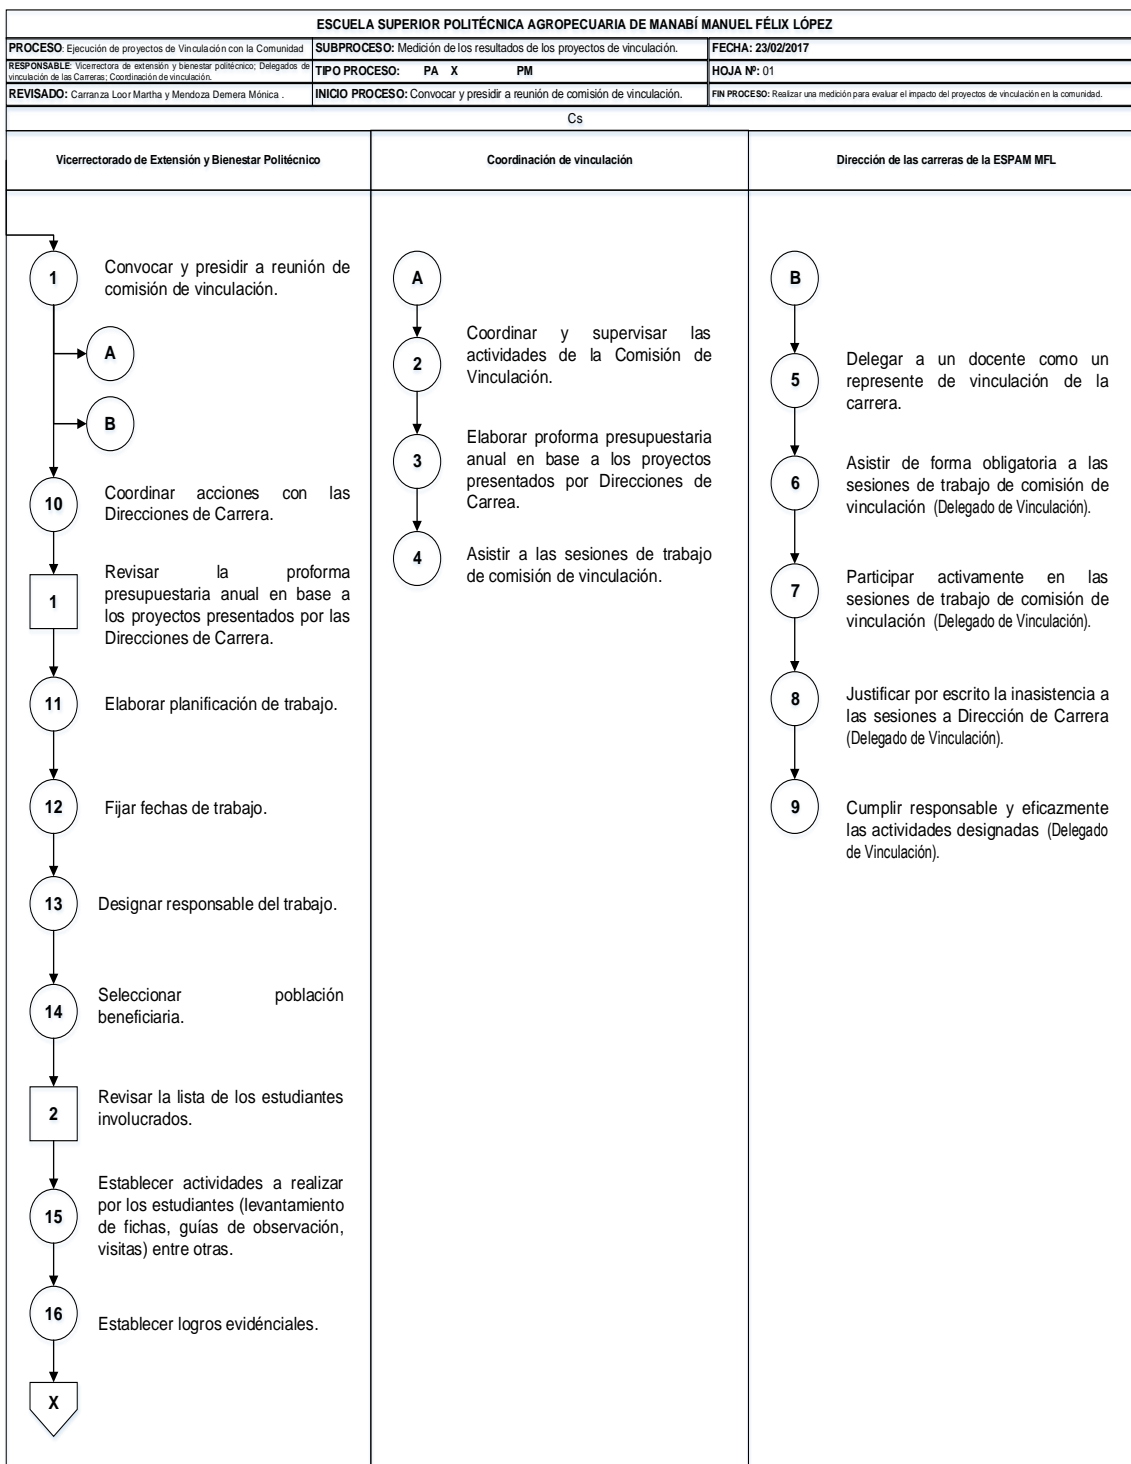 ESCUELA SUPERIOR POLITÉCNICA AGROPECUARIA DE MANABÍ MANUEL FÉLIX LÓPEZ
PROCESO: Ejecución de proyectos de Vinculación con la Comunidad
SUBPROCESO: Medición de los resultados de los proyectos de vinculación.
FECHA: 23/02/2017
RESPONSABLE: Vicerrectora de extensión y bienestar politécnico; Delegados de
vinculación de las Carreras; Coordinación de vinculación.
TIPO PROCESO: PA X PM
HOJA Nº: 01
REVISADO: Carranza Loor Martha y Mendoza Demera Mónica .
INICIO PROCESO: Convocar y presidir a reunión de comisión de vinculación.
FIN PROCESO: Realizar una medición para evaluar el impacto del proyectos de vinculación en la comunidad.
Cs
Vicerrectorado de Extensión y Bienestar Politécnico
Coordinación de vinculación
Dirección de las carreras de la ESPAM MFL
1
Convocar y presidir a reunión de
comisión de vinculación.
A
B
10
Coordinar acciones con las
Direcciones de Carrera.
1
Revisar la proforma
presupuestaria anual en base a
los proyectos presentados por las
Direcciones de Carrera.
11
Elaborar planificación de trabajo.
12
Fijar fechas de trabajo.
13
Designar responsable del trabajo.
14
Seleccionar población
beneficiaria.
2
Revisar la lista de los estudiantes
involucrados.
15
Establecer actividades a realizar
por los estudiantes (levantamiento
de fichas, guías de observación,
visitas) entre otras.
16
Establecer logros evidénciales.
X
A
2
Coordinar y supervisar las
actividades de la Comisión de
Vinculación.
3
Elaborar proforma presupuestaria
anual en base a los proyectos
presentados por Direcciones de
Carrea.
4
Asistir a las sesiones de trabajo
de comisión de vinculación.
B
5
Delegar a un docente como un
represente de vinculación de la
carrera.
6
Asistir de forma obligatoria a las
sesiones de trabajo de comisión de
vinculación (Delegado de Vinculación).
7
Participar activamente en las
sesiones de trabajo de comisión de
vinculación (Delegado de Vinculación).
8
Justificar por escrito la inasistencia a
las sesiones a Dirección de Carrera
(Delegado de Vinculación).
9
Cumplir responsable y eficazmente
las actividades designadas (Delegado
de Vinculación).